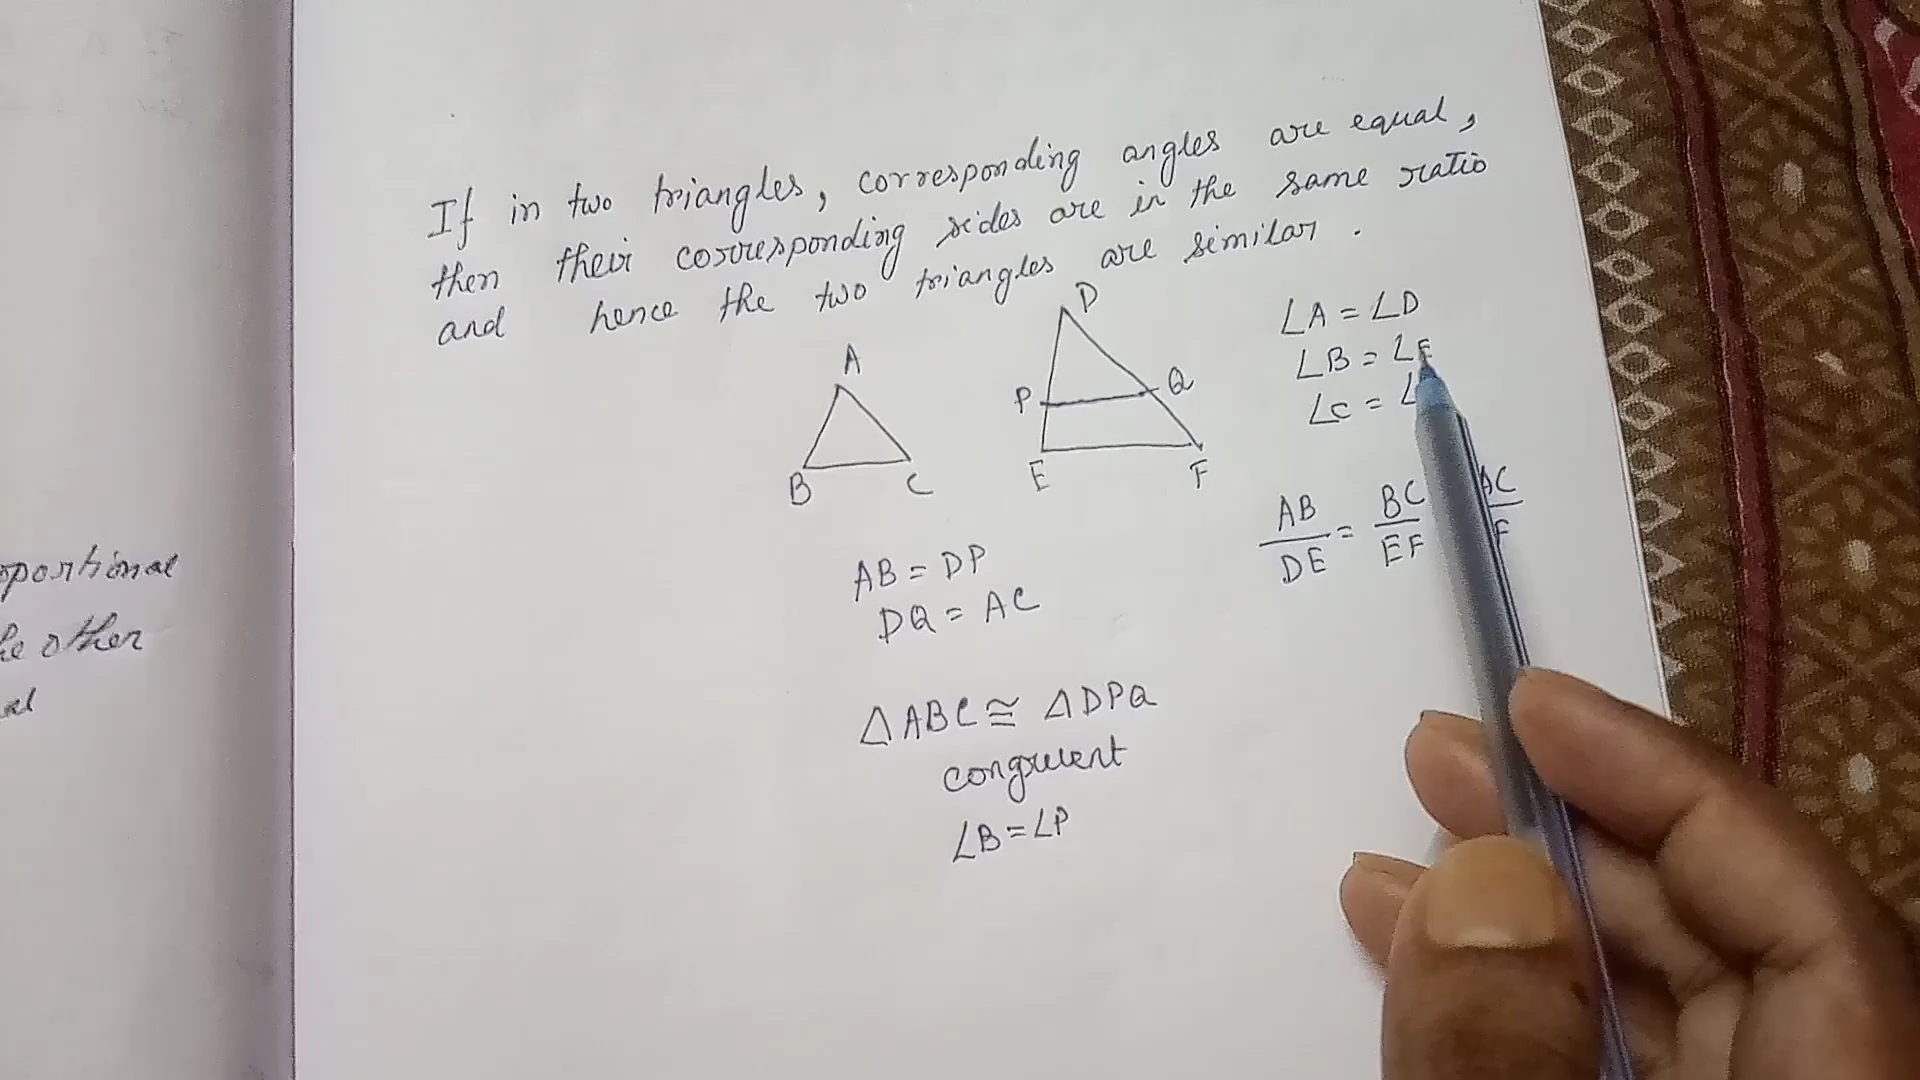 If in two triangles, corresponding angles are equal,
then their corresponding sides are in the same ratio
and hence the two triangles are similar.
A
B
C
D
P
Q
E
F
∠A = ∠D
∠B = ∠E
∠C = ∠
AB/DE = BC/EF AC/F
AB = DP
DQ = AC
△ABC ≅ △DPQ
congruent
∠B = ∠P
he other